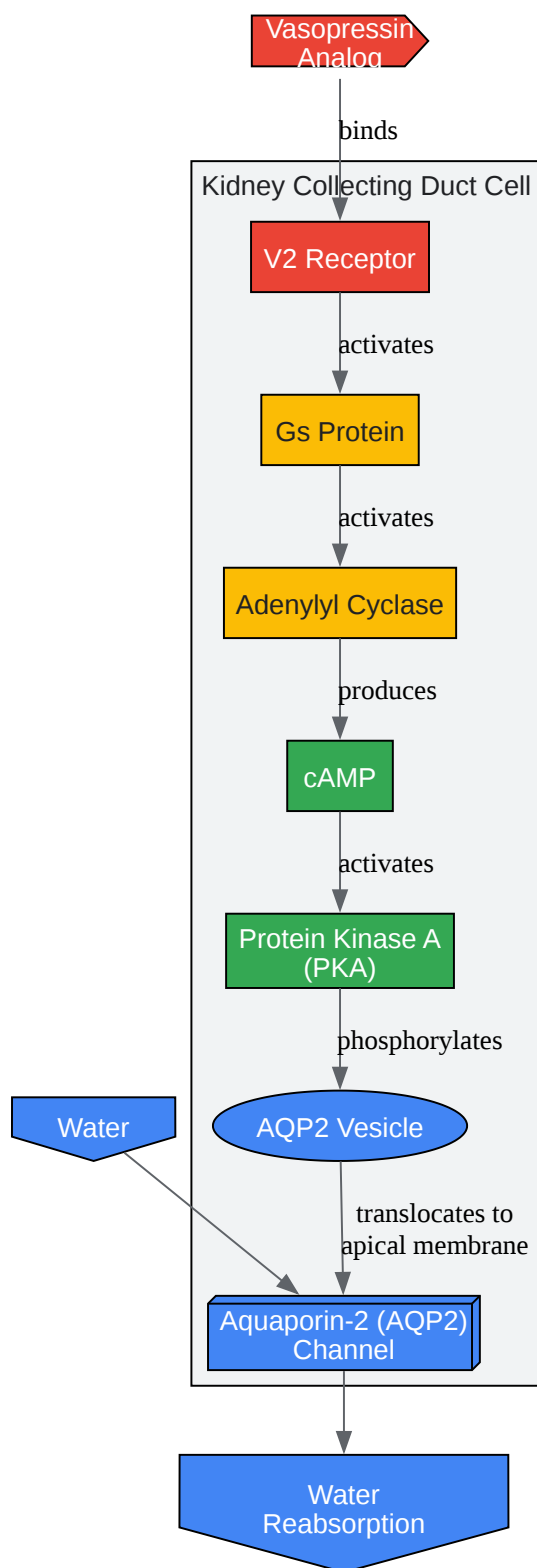 Vasopressin
Analog
binds
Kidney Collecting Duct Cell
V2 Receptor
activates
Gs Protein
activates
Adenylyl Cyclase
produces
cAMP
activates
Protein Kinase A
(PKA)
phosphorylates
Water
AQP2 Vesicle
translocates to
apical membrane
Aquaporin-2 (AQP2)
Channel
Water
Reabsorption